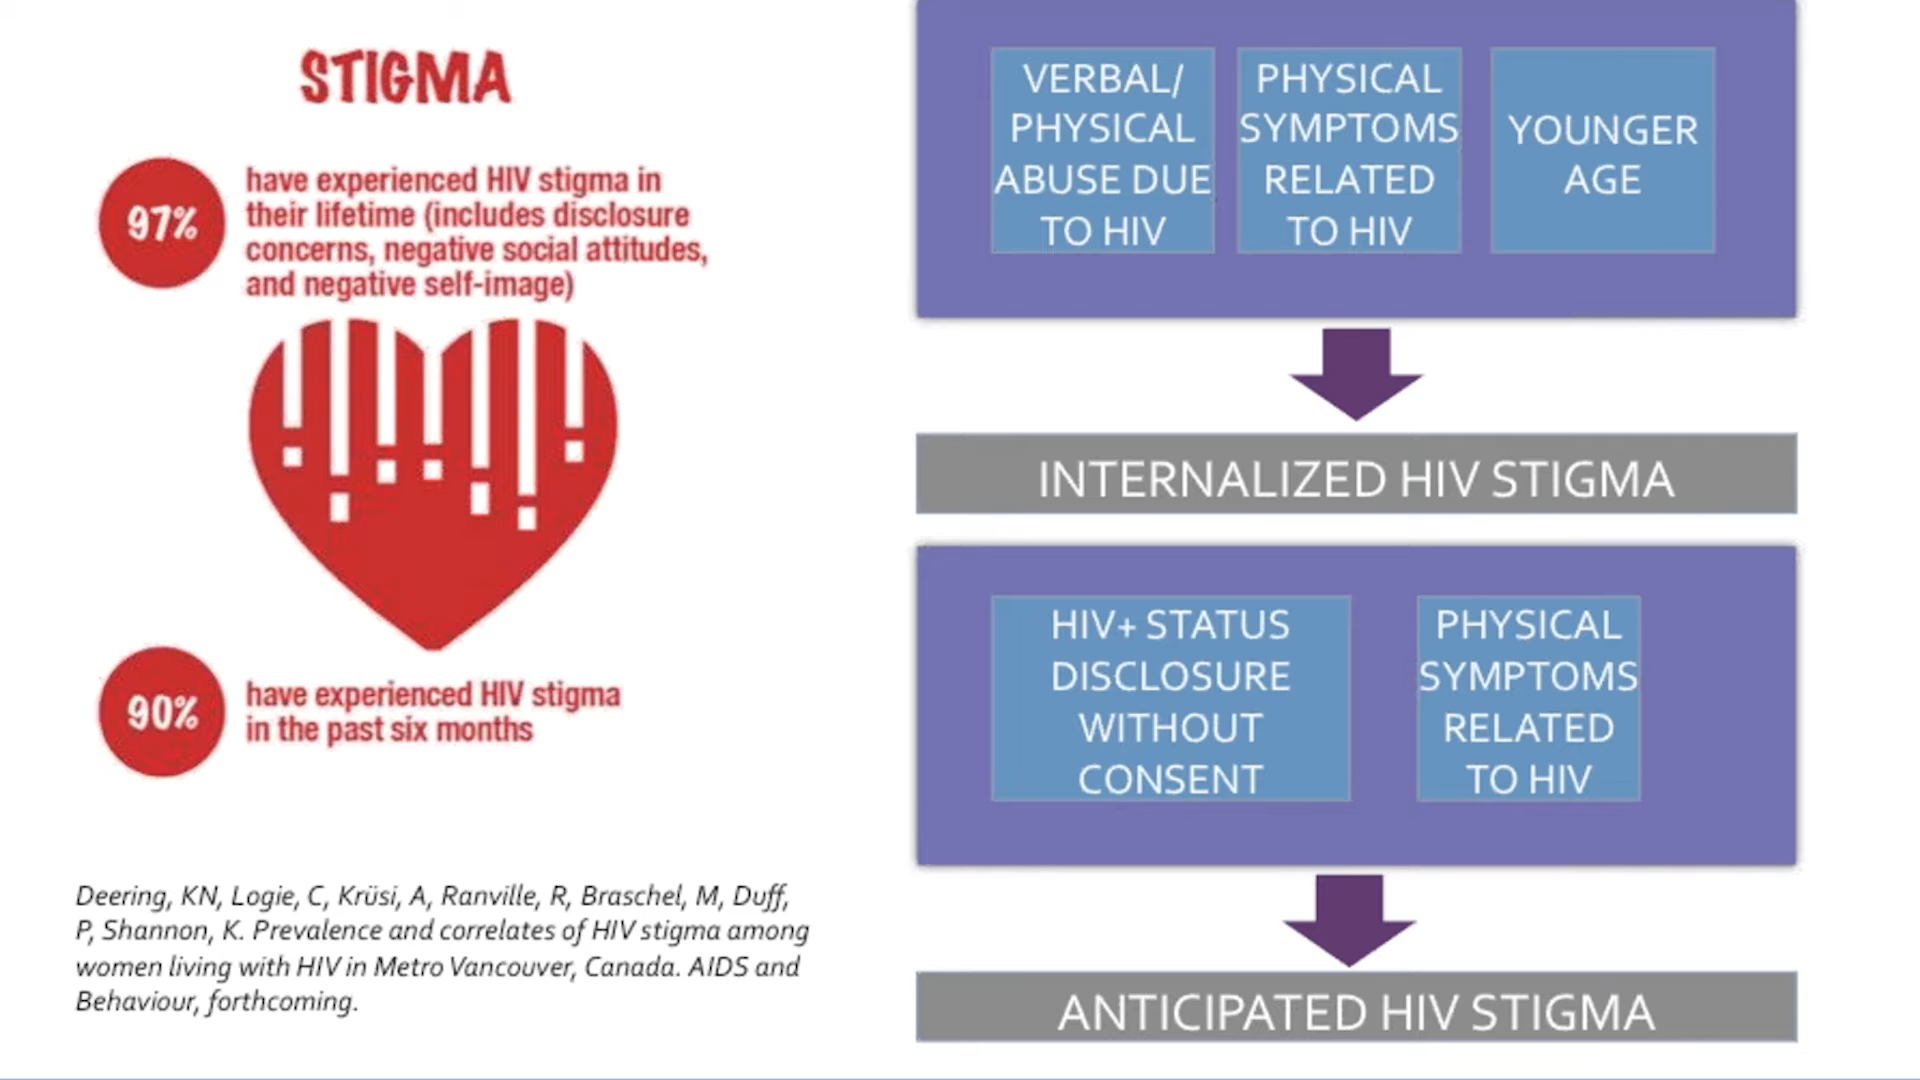 STIGMA
97%
have experienced HIV stigma in
their lifetime (includes disclosure
concerns, negative social attitudes,
and negative self-image)
90%
have experienced HIV stigma
in the past six months
Deering, KN, Logie, C, Krüsi, A, Ranville, R, Braschel, M, Duff,
P, Shannon, K. Prevalence and correlates of HIV stigma among
women living with HIV in Metro Vancouver, Canada. AIDS and
Behaviour, forthcoming.
VERBAL/
PHYSICAL
ABUSE DUE
TO HIV
PHYSICAL
SYMPTOMS
RELATED
TO HIV
YOUNGER
AGE
INTERNALIZED HIV STIGMA
HIV+ STATUS
DISCLOSURE
WITHOUT
CONSENT
PHYSICAL
SYMPTOMS
RELATED
TO HIV
ANTICIPATED HIV STIGMA